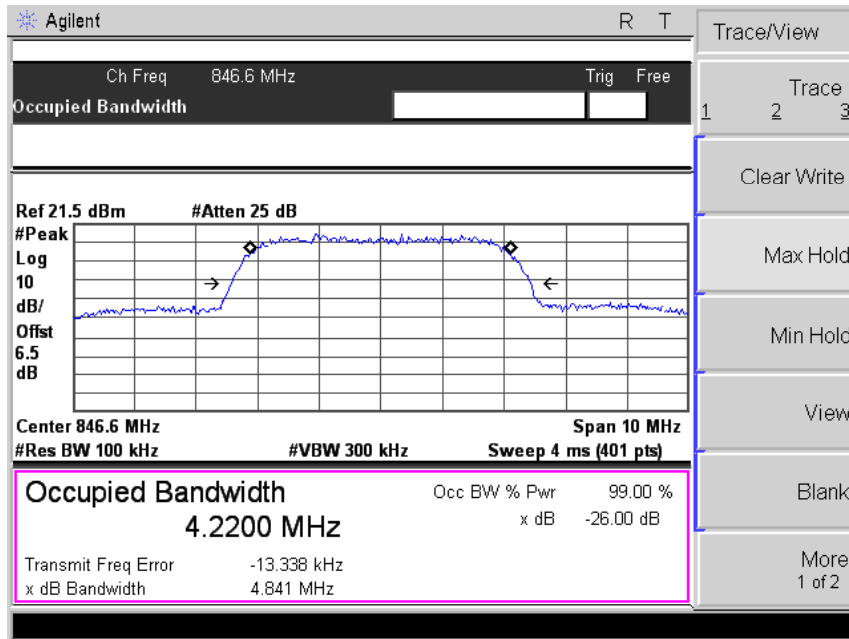 Agilent R T
Trace/View
Ch Freq 846.6 MHz Trig Free
Occupied Bandwidth
Trace
1 2 3
Clear Write
Max Hold
Min Hold
View
Blank
More
1 of 2
Ref 21.5 dBm #Atten 25 dB
#Peak
Log
10
dB/
Offst
6.5
dB
Center 846.6 MHz Span 10 MHz
#Res BW 100 kHz #VBW 300 kHz Sweep 4 ms (401 pts)
Occupied Bandwidth Occ BW % Pwr 99.00 %
4.2200 MHz x dB -26.00 dB
Transmit Freq Error -13.338 kHz
x dB Bandwidth 4.841 MHz